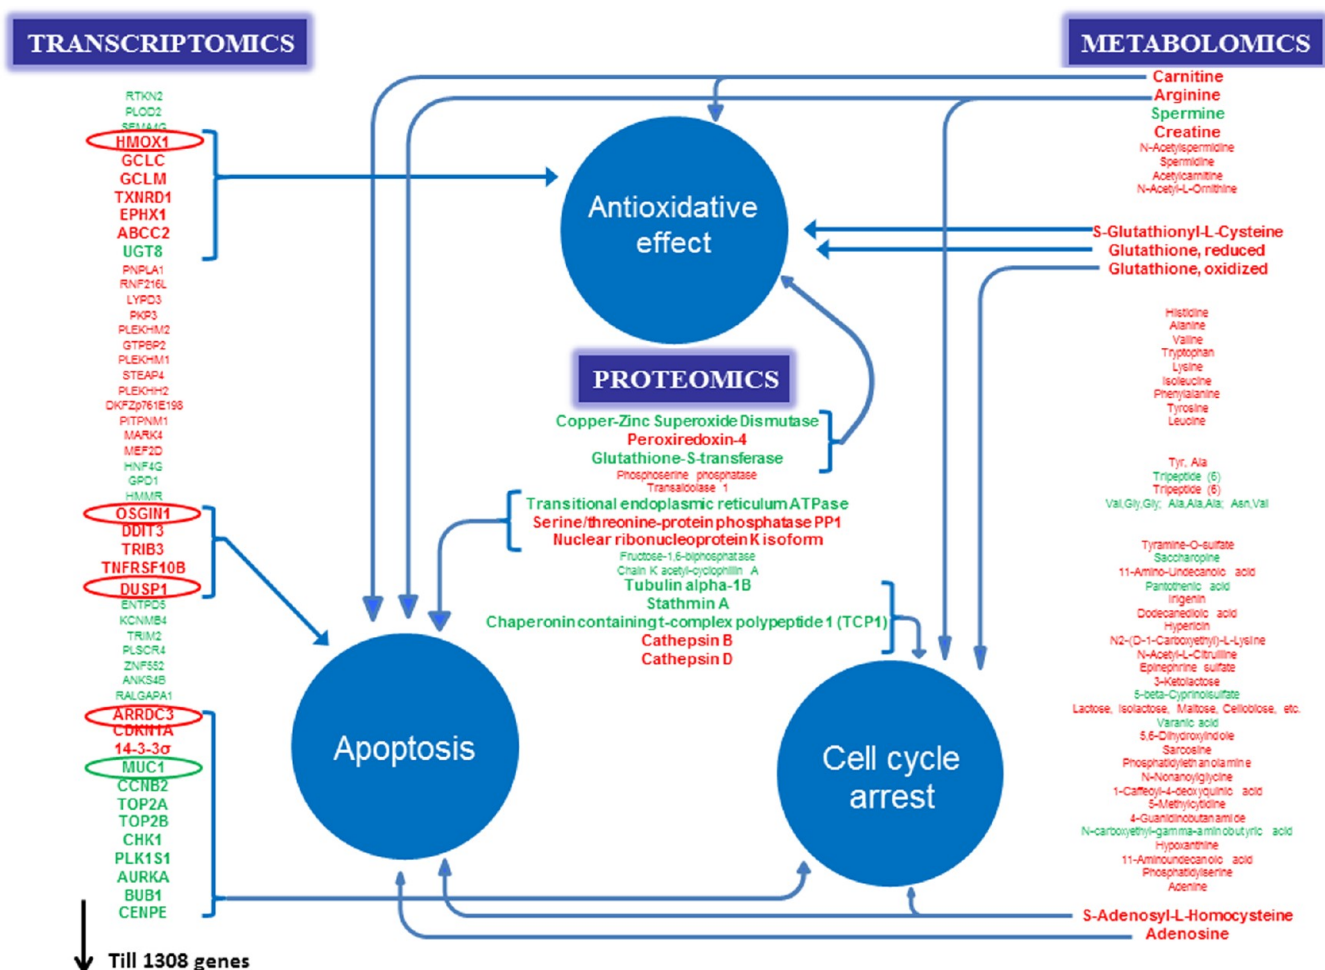 TRANSCRIPTOMICS
RTKN2
PLOD2
SEMA4G
HMOX1
GCLC
GCLM
TXNRD1
EPHX1
ABCC2
UGT8
PNPLA1
RNF216L
LYPD3
PKP3
PLEKHM2
GTPBP2
PLEKHM1
STEAP4
PLEKHH2
DKFZp761E198
PITPNM1
MARK4
MEF2D
HNF4G
GPD1
HMMR
OSGIN1
DDIT3
TRIB3
TNFRSF10B
DUSP1
ENTPD5
KCNMB4
TRIM2
PLSCR4
ZNF552
ANKS4B
RALGAPA1
ARRDC3
CDKN1A
14-3-3σ
MUC1
CCNB2
TOP2A
TOP2B
CHK1
PLK1S1
AURKA
BUB1
CENPE
Till 1308 genes
Antioxidative
effect
PROTEOMICS
Copper-Zinc Superoxide Dismutase
Peroxiredoxin-4
Glutathione-S-transferase
Phosphoserine phosphatase
Transaldolase 1
Transitional endoplasmic reticulum ATPase
Serine/threonine-protein phosphatase PP1
Nuclear ribonucleoprotein K isoform
Fructose-1,6-biphosphatase
Chain K acetyl-cyclophilin A
Tubulin alpha-1B
Stathmin A
Chaperonin containing t-complex polypeptide 1 (TCP1)
Cathepsin B
Cathepsin D
Apoptosis
Cell cycle
arrest
METABOLOMICS
Carnitine
Arginine
Spermine
Creatine
N-Acetylspermidine
Spermidine
Acetylcarnitine
N-Acetyl-L-Ornithine
S-Glutathionyl-L-Cysteine
Glutathione, reduced
Glutathione, oxidized
Histidine
Alanine
Valine
Tryptophan
Lysine
Isoleucine
Phenylalanine
Tyrosine
Leucine
Tyr, Ala
Tripeptide (6)
Tripeptide (6)
Val,Gly,Gly; Ala,Ala,Ala; Asn,Val
Tyramine-O-sulfate
Saccharopine
11-Amino-Undecanoic acid
Pantothenic acid
Irigenin
Dodecanedioic acid
Hypericin
N2-(D-1-Carboxyethyl)-L-Lysine
N-Acetyl-L-Citrulline
Epinephrine sulfate
3-Ketolactose
5-beta-Cyprinolsulfate
Lactose, Isolactose, Maltose, Cellobiose, etc.
Varanic acid
5,6-Dihydroxyindole
Sarcosine
Phosphatidylethanolamine
N-Nonanoylglycine
1-Caffeoyl-4-deoxyquinic acid
5-Methylcytidine
4-Guanidinobutanamide
N-carboxyethyl-gamma-aminobutyric acid
Hypoxanthine
11-Aminoundecanoic acid
Phosphatidylserine
Adenine
S-Adenosyl-L-Homocysteine
Adenosine